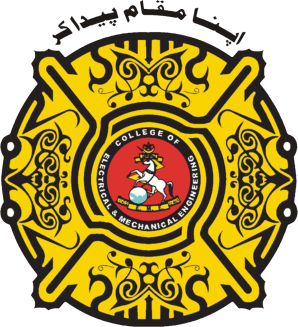 اپنا مقام پیدا کر
COLLEGE OF
ELECTRICAL & MECHANICAL ENGINEERING